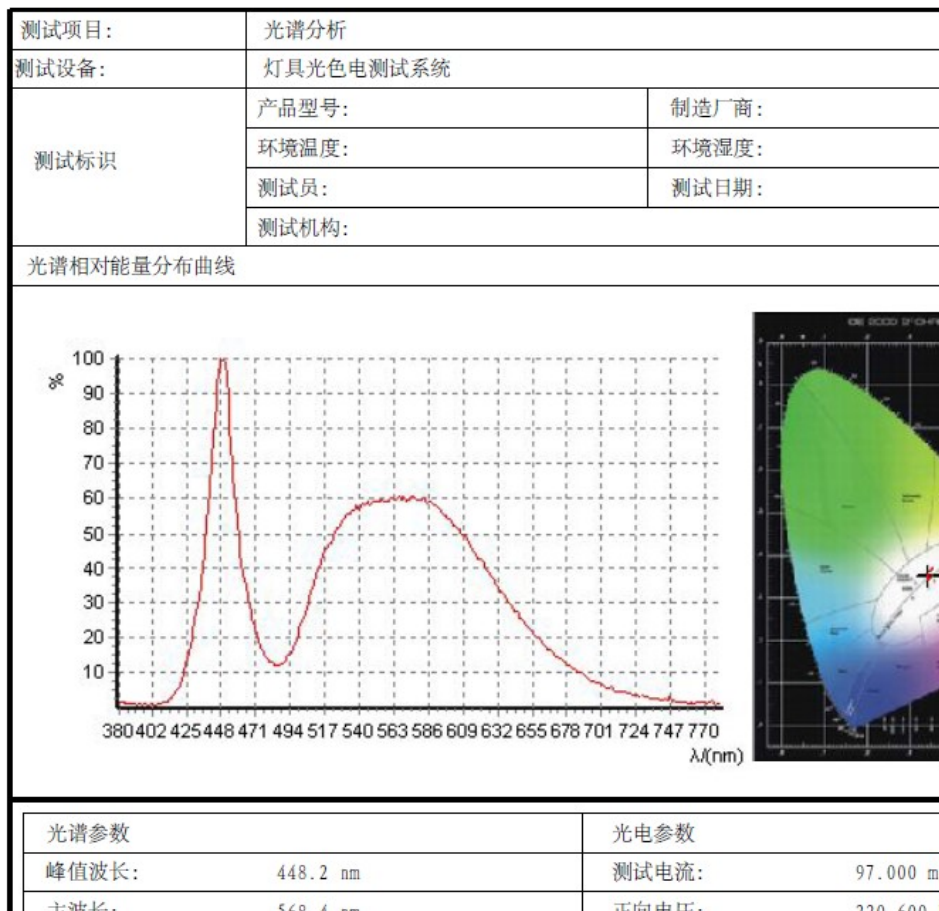 测试项目: 光谱分析
测试设备: 灯具光色电测试系统
测试标识
产品型号: 制造厂商:
环境温度: 环境湿度:
测试员: 测试日期:
测试机构:
光谱相对能量分布曲线
%
100
90
80
70
60
50
40
30
20
10
380 402 425 448 471 494 517 540 563 586 609 632 655 678 701 724 747 770
λ/(nm)
光谱参数 光电参数
峰值波长: 448.2 nm 测试电流: 97.000 m